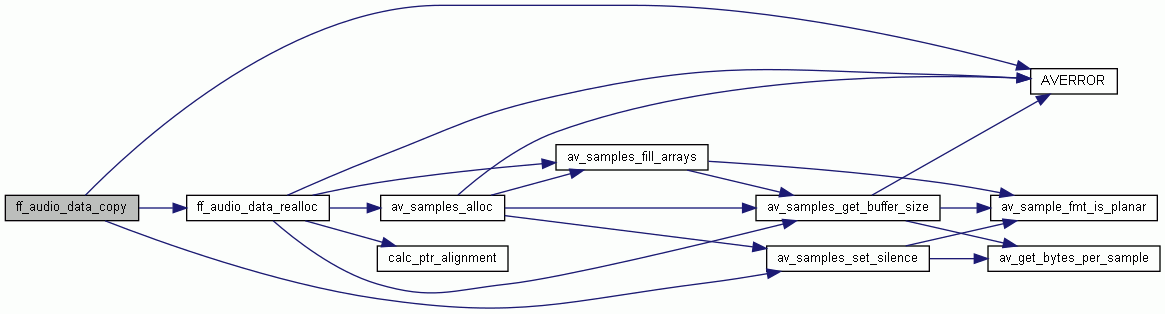 AVERROR
av_samples_fill_arrays
ff_audio_data_copy
ff_audio_data_realloc
av_samples_alloc
av_samples_get_buffer_size
av_sample_fmt_is_planar
calc_ptr_alignment
av_samples_set_silence
av_get_bytes_per_sample